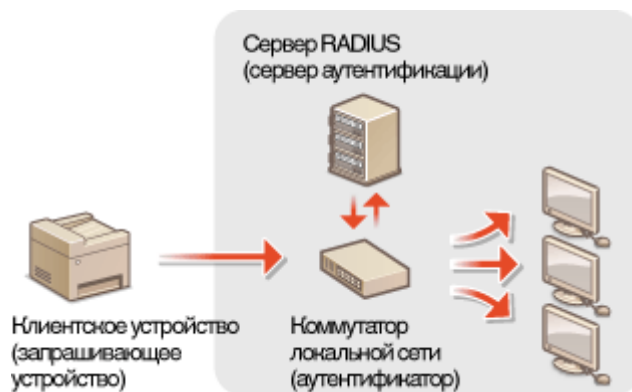 Сервер RADIUS
(сервер аутентификации)
Клиентское устройство
(запрашивающее
устройство)
Коммутатор
локальной сети
(аутентификатор)